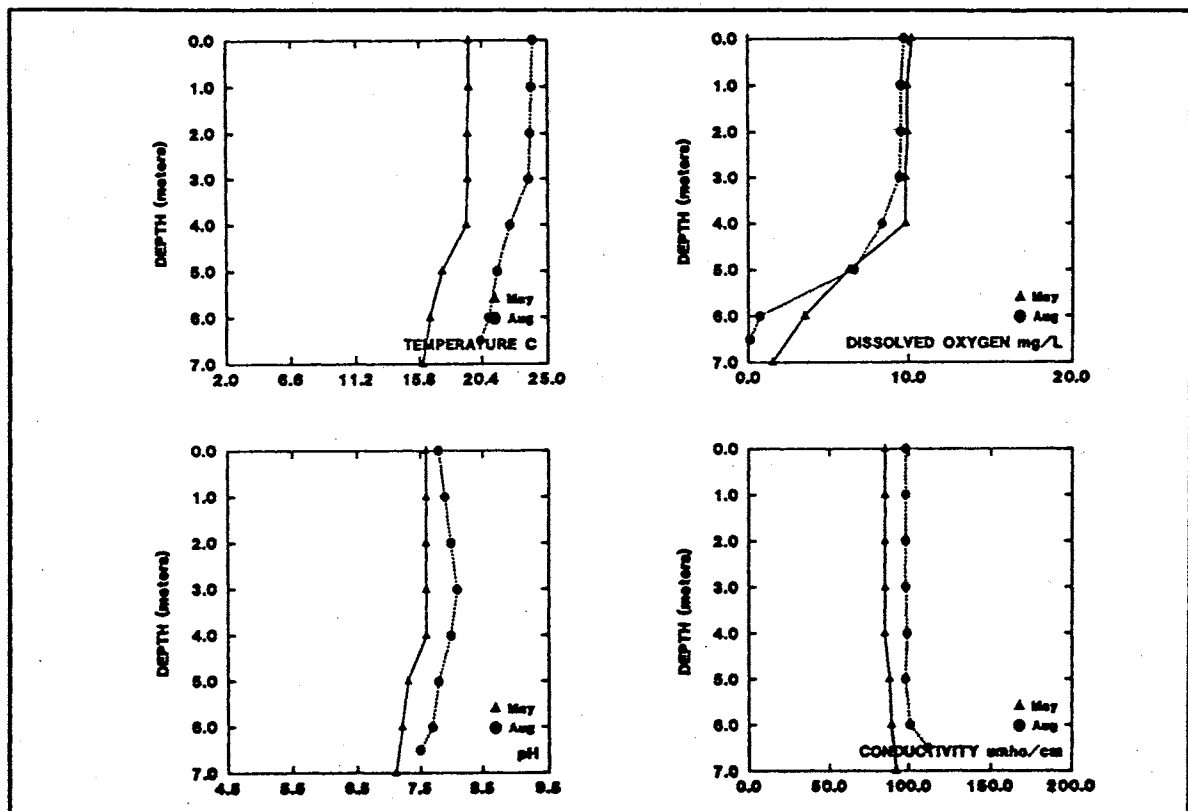 0.0
1.0
2.0
3.0
4.0
5.0
6.0
7.0
DEPTH (meters)
May
Aug
TEMPERATURE C
2.0 6.6 11.2 15.8 20.4 25.0
0.0
1.0
2.0
3.0
4.0
5.0
6.0
7.0
DEPTH (meters)
May
Aug
DISSOLVED OXYGEN mg/L
0.0 10.0 20.0
0.0
1.0
2.0
3.0
4.0
5.0
6.0
7.0
DEPTH (meters)
May
Aug
pH
4.5 5.5 6.5 7.5 8.5 9.5
0.0
1.0
2.0
3.0
4.0
5.0
6.0
7.0
DEPTH (meters)
May
Aug
CONDUCTIVITY umho/cm
0.0 50.0 100.0 150.0 200.0